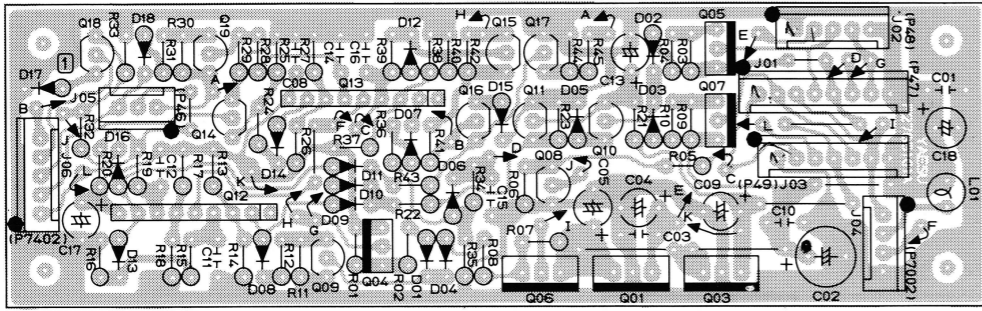 Q18 R33 D18 R30 Q19 D12 H Q15 Q17 A D02 Q05 (P48) J02
R31 R29 R28 R25 R27 R14 C14 C16 R39 R38 R40 R42 R44 R45 C13 R04 R03 E J01 D G (P47) C01
1
D17 B J05 (P46) A C08 Q13 D15 D05 D03 Q07
R32 D16 Q14 R24 R37 R36 D07 Q16 B Q11 R23 R21 R10 R09 L I C18
J06 L R20 R19 C12 R17 R13 K D14 R26 D11 R41 D06 D Q08 J Q10 R05 C (P49)J03 L01
Q12 D10 R43 R34 C15 R06 C05 C04 E C09 K C10 J04 F
(P7402) C17 H D09 G R22 I C03 (P7702)
R16 D13 R18 R15 C11 R14 D08 R12 R11 Q09 R01 Q04 R02 D01 D04 R35 R08 R07 Q06 Q01 Q03 C02